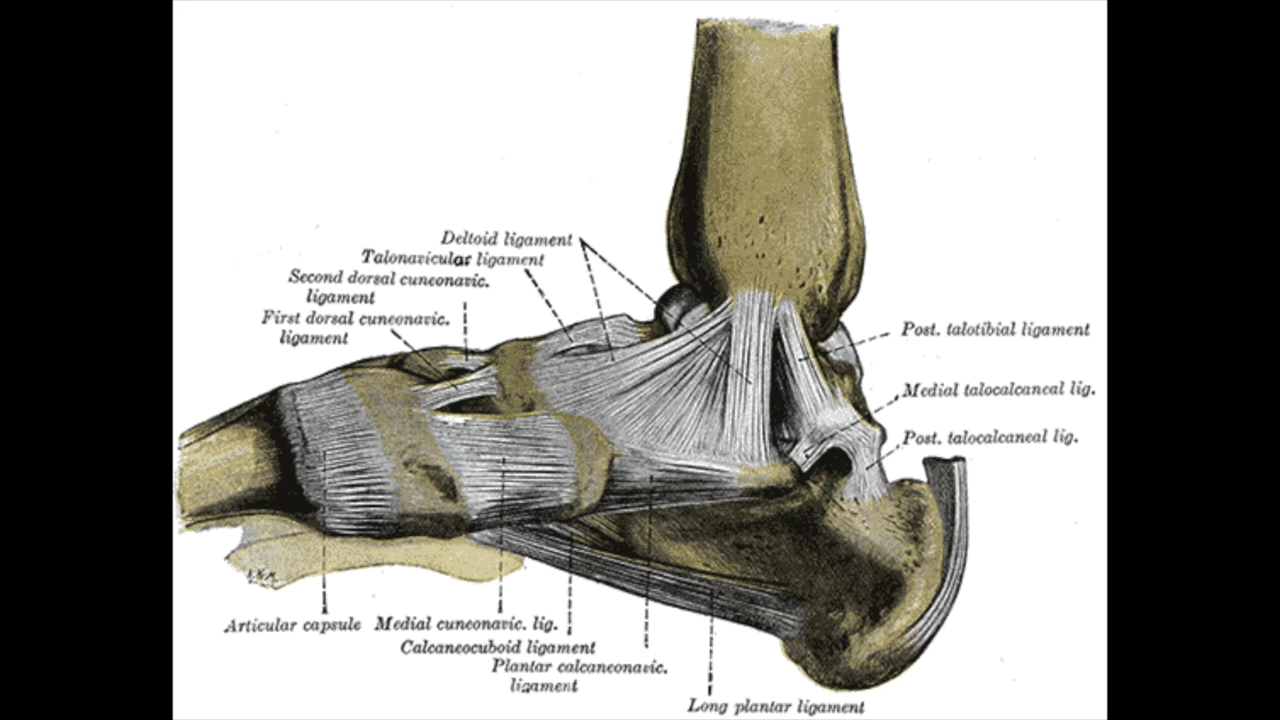 Deltoid ligament
Talonavicular ligament
Second dorsal cuneonavic.
ligament
First dorsal cuneonavic.
ligament
Post. talotibial ligament
Medial talocalcaneal lig.
Post. talocalcaneal lig.
Articular capsule
Medial cuneonavic. lig.
Calcaneocuboid ligament
Plantar calcaneonavic.
ligament
Long plantar ligament